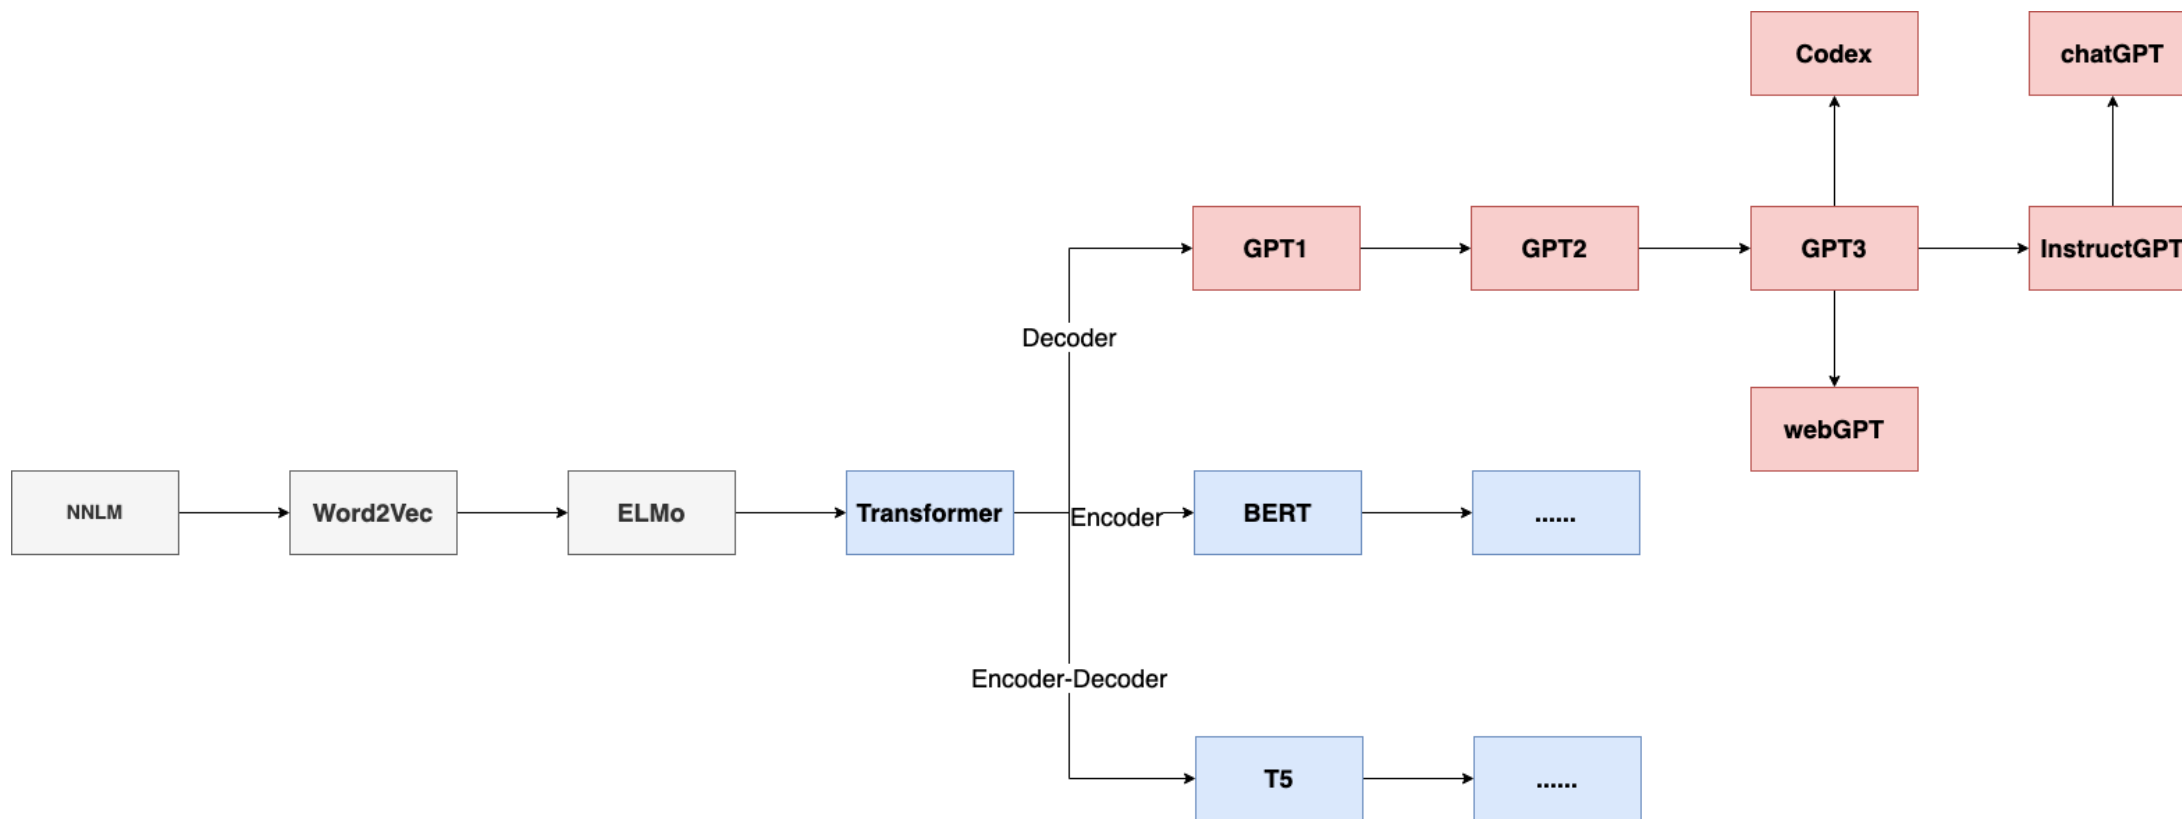 Codex
chatGPT
GPT1
GPT2
GPT3
InstructGPT
Decoder
webGPT
NNLM
Word2Vec
ELMo
Transformer
Encoder
BERT
......
Encoder-Decoder
T5
......